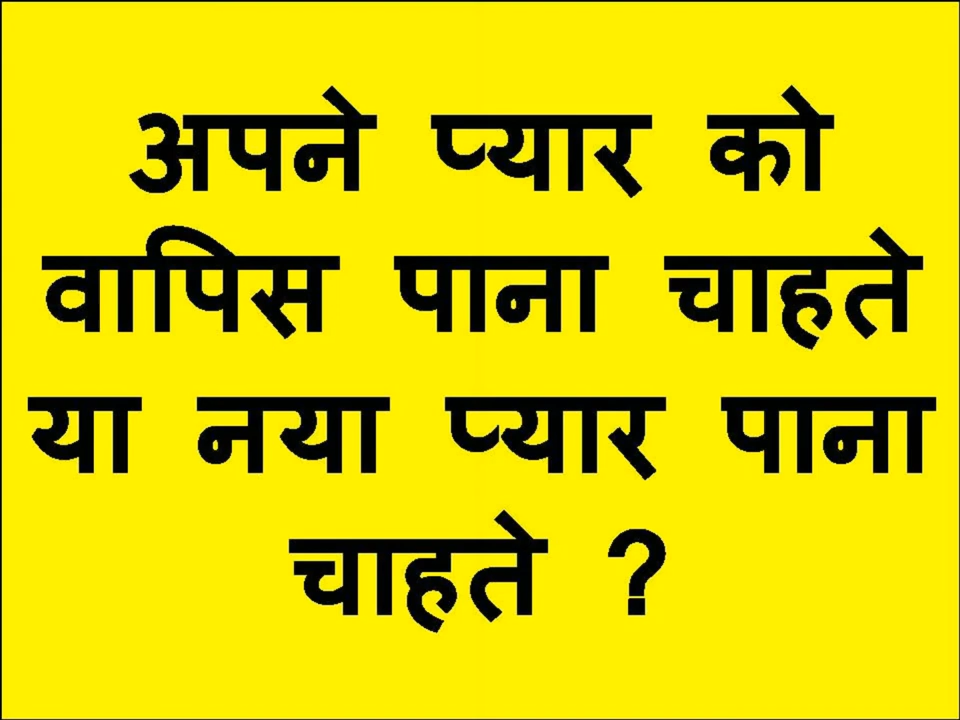 अपने प्यार को
वापिस पाना चाहते
या नया प्यार पाना
चाहते ?